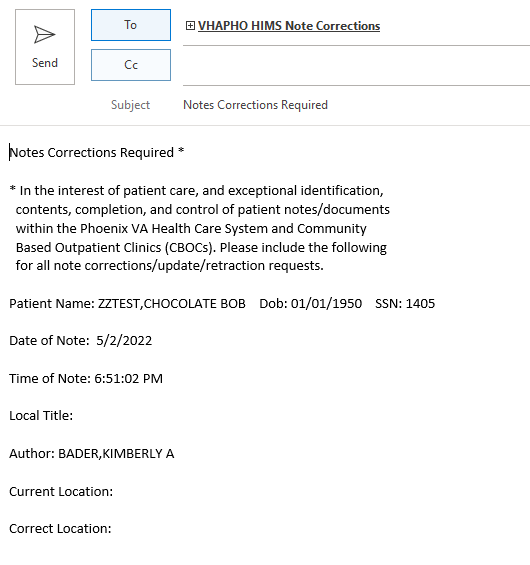 Send
To
VHAPHO HIMS Note Corrections
Cc
Subject
Notes Corrections Required
Notes Corrections Required *
* In the interest of patient care, and exceptional identification,
contents, completion, and control of patient notes/documents
within the Phoenix VA Health Care System and Community
Based Outpatient Clinics (CBOCs). Please include the following
for all note corrections/update/retraction requests.
Patient Name: ZZTEST,CHOCOLATE BOB Dob: 01/01/1950 SSN: 1405
Date of Note: 5/2/2022
Time of Note: 6:51:02 PM
Local Title:
Author: BADER,KIMBERLY A
Current Location:
Correct Location: